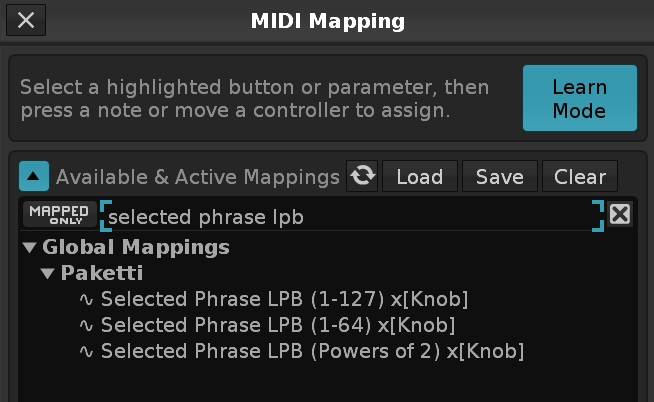 MIDI Mapping
Select a highlighted button or parameter, then
press a note or move a controller to assign.
Learn
Mode
Available & Active Mappings
Load
Save
Clear
MAPPED
ONLY
selected phrase lpb
Global Mappings
Paketti
∿ Selected Phrase LPB (1-127) x[Knob]
∿ Selected Phrase LPB (1-64) x[Knob]
∿ Selected Phrase LPB (Powers of 2) x[Knob]